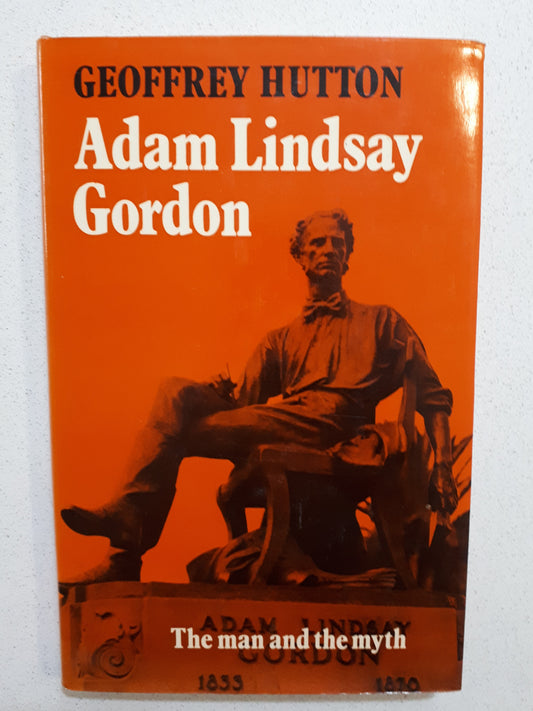 GEOFFREY HUTTON
Adam Lindsay
Gordon
ADAM LINDSAY
The man and the myth
GORDON
1833 1870